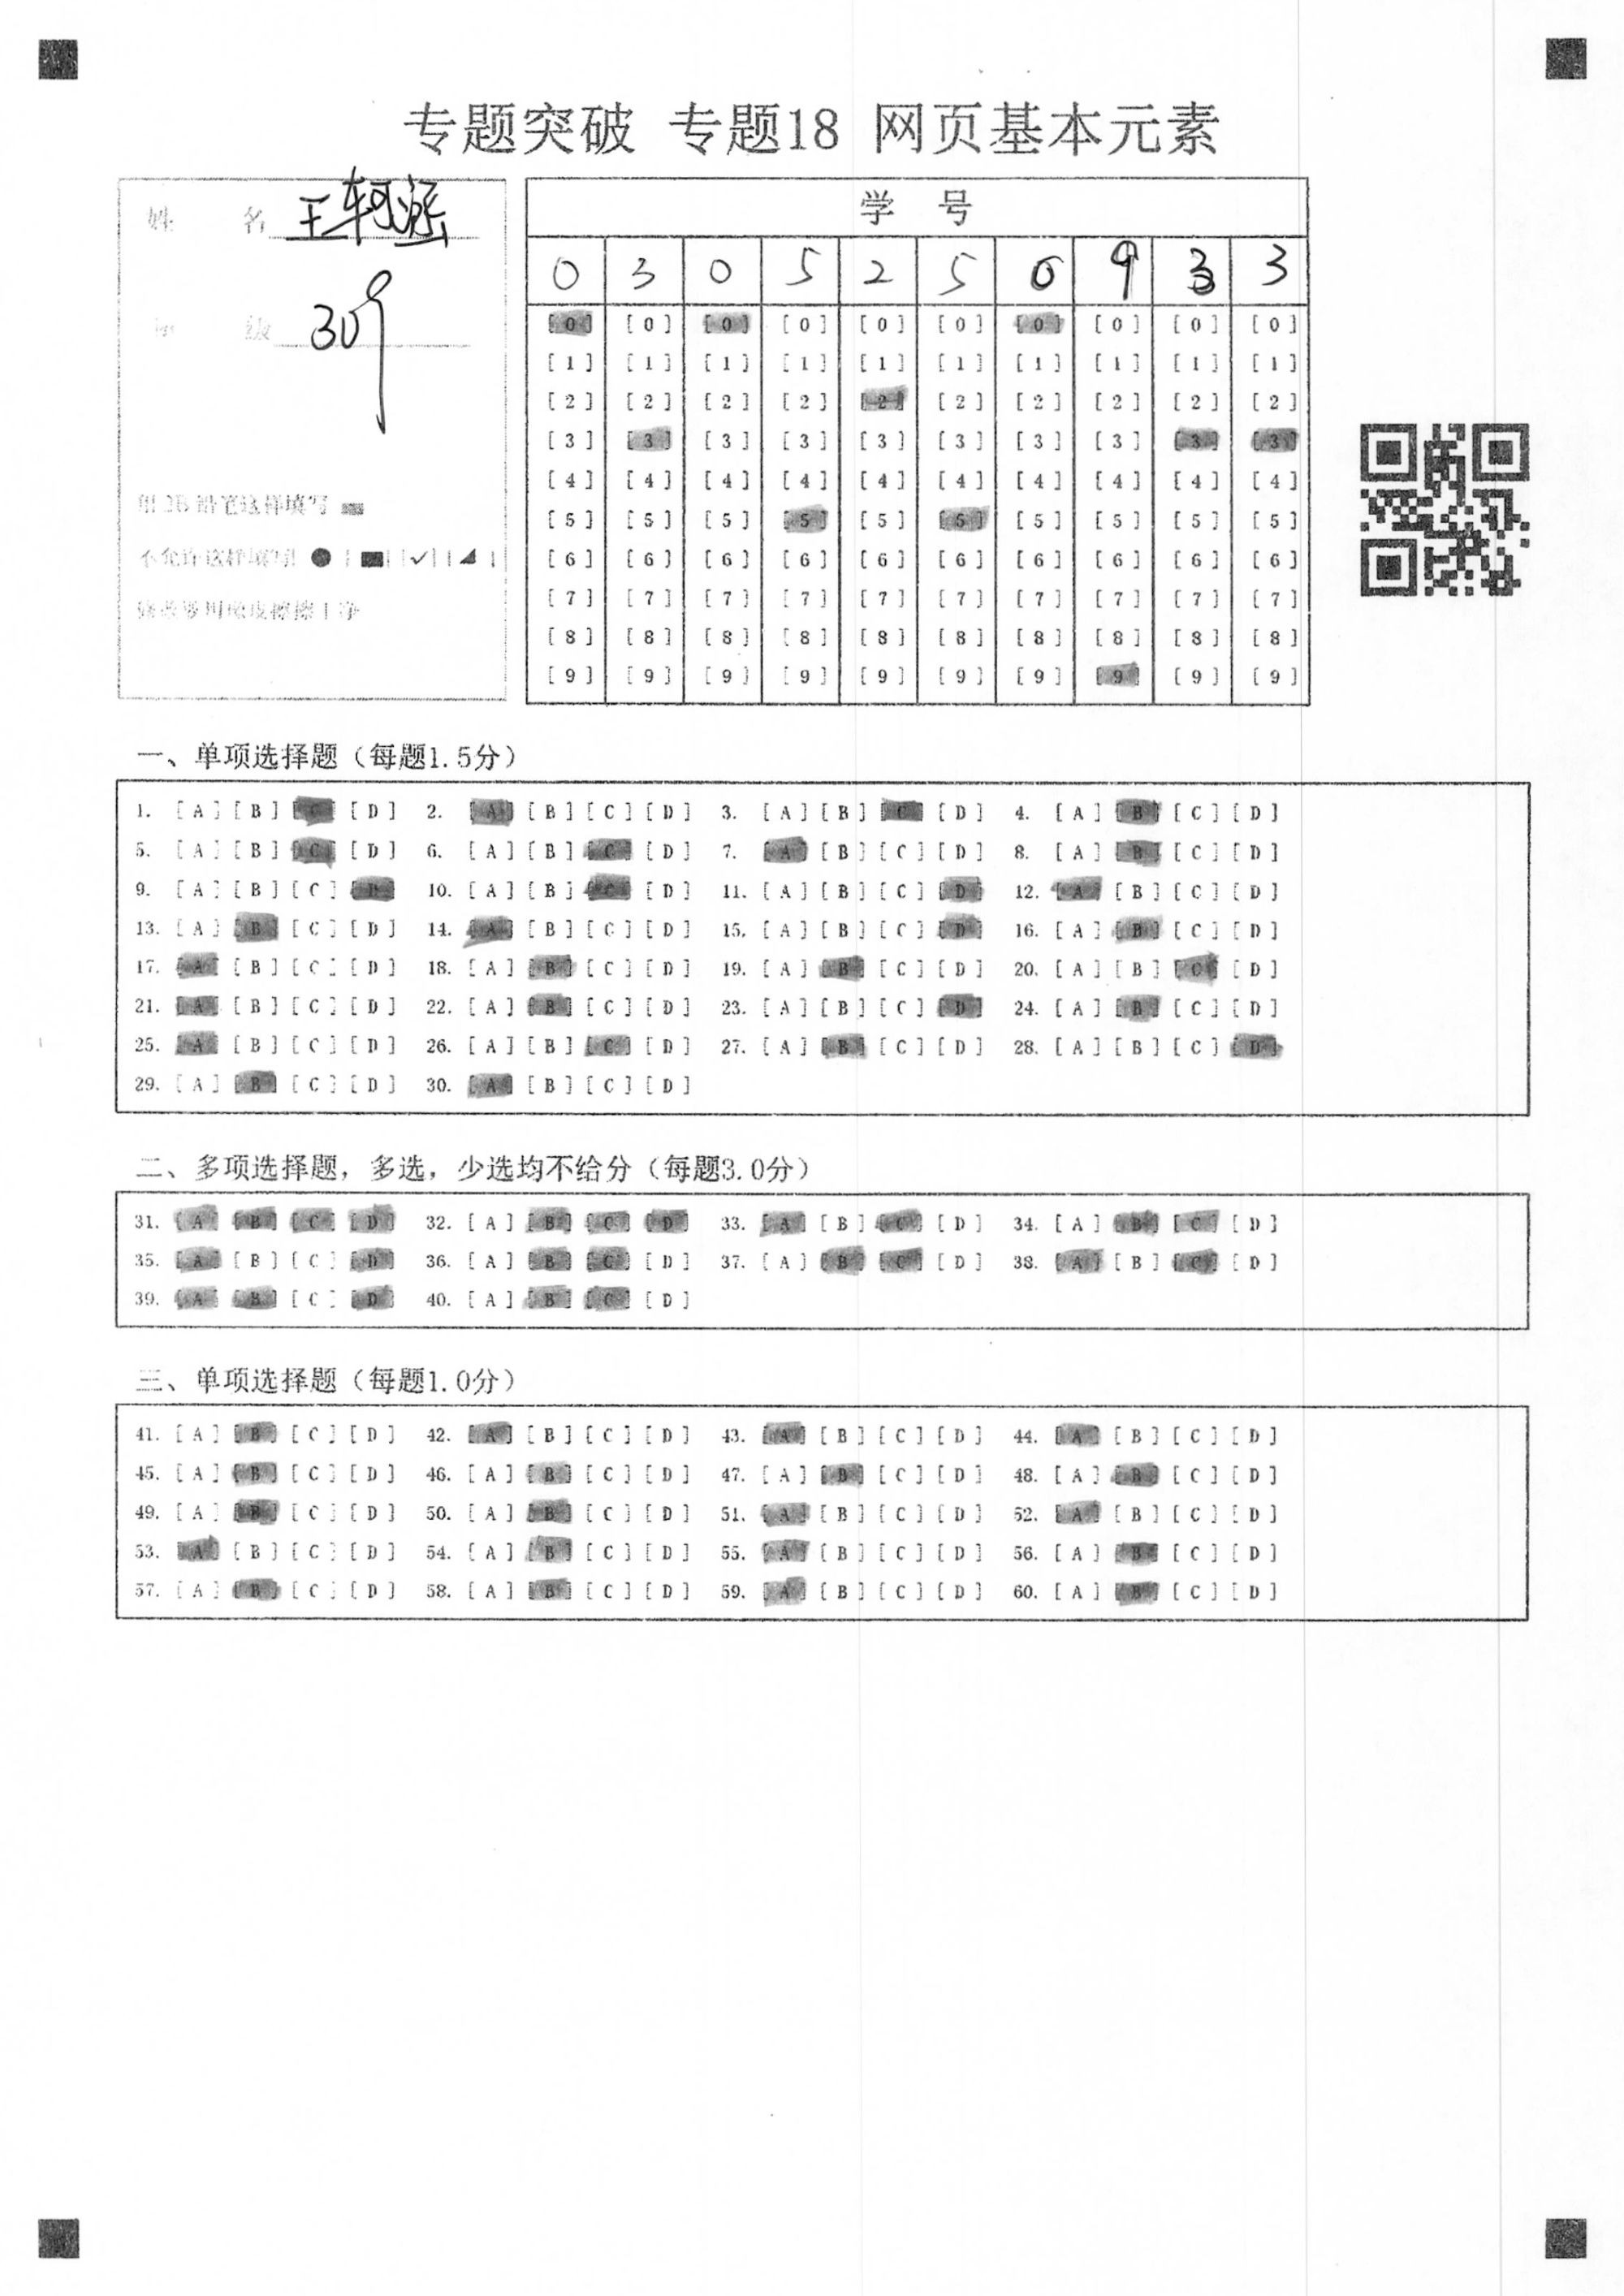 专题突破 专题18 网页基本元素
姓 名 王轲涵
级 309
用2B铅笔这样填写
不允许这样填写!
学 号
0 3 0 5 2 5 0 9 3 3
[0] [0] [0] [0] [0] [0] [0] [0] [0] [0]
[1] [1] [1] [1] [1] [1] [1] [1] [1] [1]
[2] [2] [2] [2] [2] [2] [2] [2] [2] [2]
[3] [3] [3] [3] [3] [3] [3] [3] [3] [3]
[4] [4] [4] [4] [4] [4] [4] [4] [4] [4]
[5] [5] [5] [5] [5] [5] [5] [5] [5] [5]
[6] [6] [6] [6] [6] [6] [6] [6] [6] [6]
[7] [7] [7] [7] [7] [7] [7] [7] [7] [7]
[8] [8] [8] [8] [8] [8] [8] [8] [8] [8]
[9] [9] [9] [9] [9] [9] [9] [9] [9] [9]
一、单项选择题（每题1.5分）
1. [A] [B] [C] [D] 2. [A] [B] [C] [D] 3. [A] [B] [C] [D] 4. [A] [B] [C] [D]
5. [A] [B] [C] [D] 6. [A] [B] [C] [D] 7. [A] [B] [C] [D] 8. [A] [B] [C] [D]
9. [A] [B] [C] [D] 10. [A] [B] [C] [D] 11. [A] [B] [C] [D] 12. [A] [B] [C] [D]
13. [A] [B] [C] [D] 14. [A] [B] [C] [D] 15. [A] [B] [C] [D] 16. [A] [B] [C] [D]
17. [A] [B] [C] [D] 18. [A] [B] [C] [D] 19. [A] [B] [C] [D] 20. [A] [B] [C] [D]
21. [A] [B] [C] [D] 22. [A] [B] [C] [D] 23. [A] [B] [C] [D] 24. [A] [B] [C] [D]
25. [A] [B] [C] [D] 26. [A] [B] [C] [D] 27. [A] [B] [C] [D] 28. [A] [B] [C] [D]
29. [A] [B] [C] [D] 30. [A] [B] [C] [D]
二、多项选择题，多选，少选均不给分（每题3.0分）
31. [A] [B] [C] [D] 32. [A] [B] [C] [D] 33. [A] [B] [C] [D] 34. [A] [B] [C] [D]
35. [A] [B] [C] [D] 36. [A] [B] [C] [D] 37. [A] [B] [C] [D] 38. [A] [B] [C] [D]
39. [A] [B] [C] [D] 40. [A] [B] [C] [D]
三、单项选择题（每题1.0分）
41. [A] [B] [C] [D] 42. [A] [B] [C] [D] 43. [A] [B] [C] [D] 44. [A] [B] [C] [D]
45. [A] [B] [C] [D] 46. [A] [B] [C] [D] 47. [A] [B] [C] [D] 48. [A] [B] [C] [D]
49. [A] [B] [C] [D] 50. [A] [B] [C] [D] 51. [A] [B] [C] [D] 52. [A] [B] [C] [D]
53. [A] [B] [C] [D] 54. [A] [B] [C] [D] 55. [A] [B] [C] [D] 56. [A] [B] [C] [D]
57. [A] [B] [C] [D] 58. [A] [B] [C] [D] 59. [A] [B] [C] [D] 60. [A] [B] [C] [D]